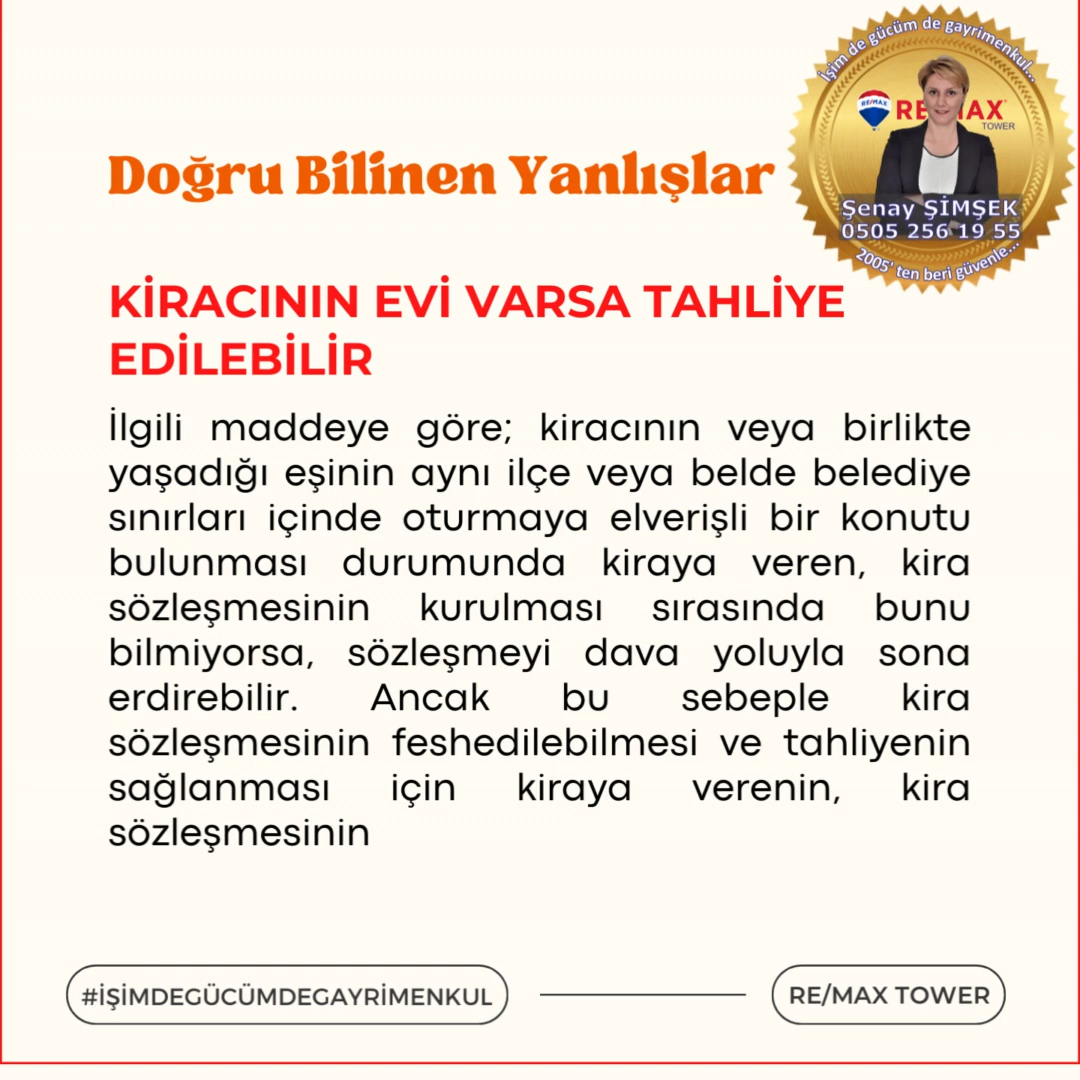 İşim de gücüm de gayrimenkul...
RE/MAX
RE/MAX
TOWER
Şenay ŞİMŞEK
0505 256 19 55
2005' ten beri güvenle...
Doğru Bilinen Yanlışlar
KİRACININ EVİ VARSA TAHLİYE
EDİLEBİLİR
İlgili maddeye göre; kiracının veya birlikte
yaşadığı eşinin aynı ilçe veya belde belediye
sınırları içinde oturmaya elverişli bir konutu
bulunması durumunda kiraya veren, kira
sözleşmesinin kurulması sırasında bunu
bilmiyorsa, sözleşmeyi dava yoluyla sona
erdirebilir. Ancak bu sebeple kira
sözleşmesinin feshedilebilmesi ve tahliyenin
sağlanması için kiraya verenin, kira
sözleşmesinin
#İŞİMDEGÜCÜMDEGAYRİMENKUL
RE/MAX TOWER